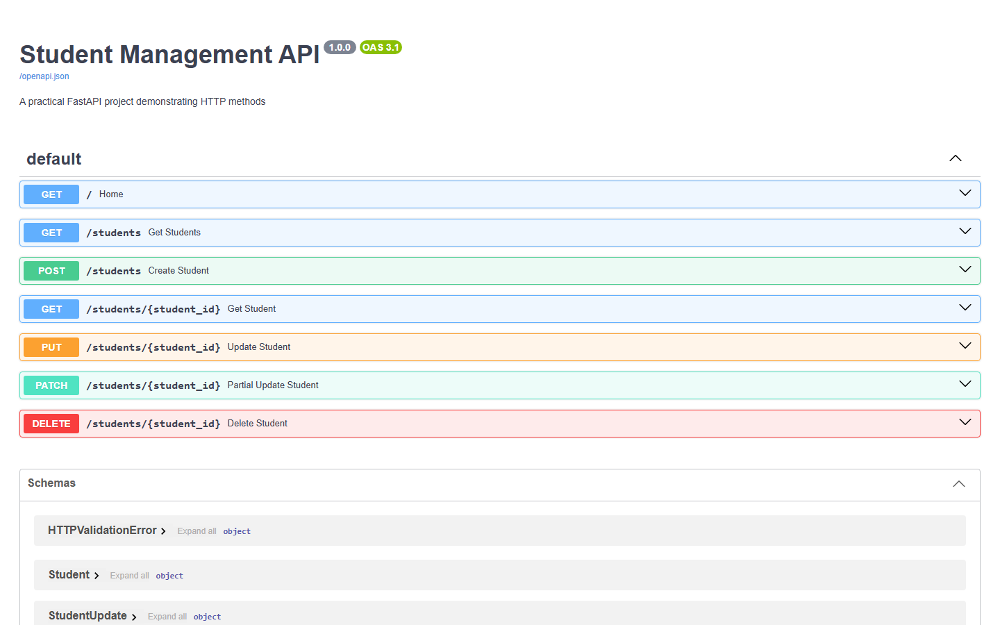 Student Management API 1.0.0 OAS 3.1
/openapi.json
A practical FastAPI project demonstrating HTTP methods
default
GET / Home
GET /students Get Students
POST /students Create Student
GET /students/{student_id} Get Student
PUT /students/{student_id} Update Student
PATCH /students/{student_id} Partial Update Student
DELETE /students/{student_id} Delete Student
Schemas
HTTPValidationError Expand all object
Student Expand all object
StudentUpdate Expand all object